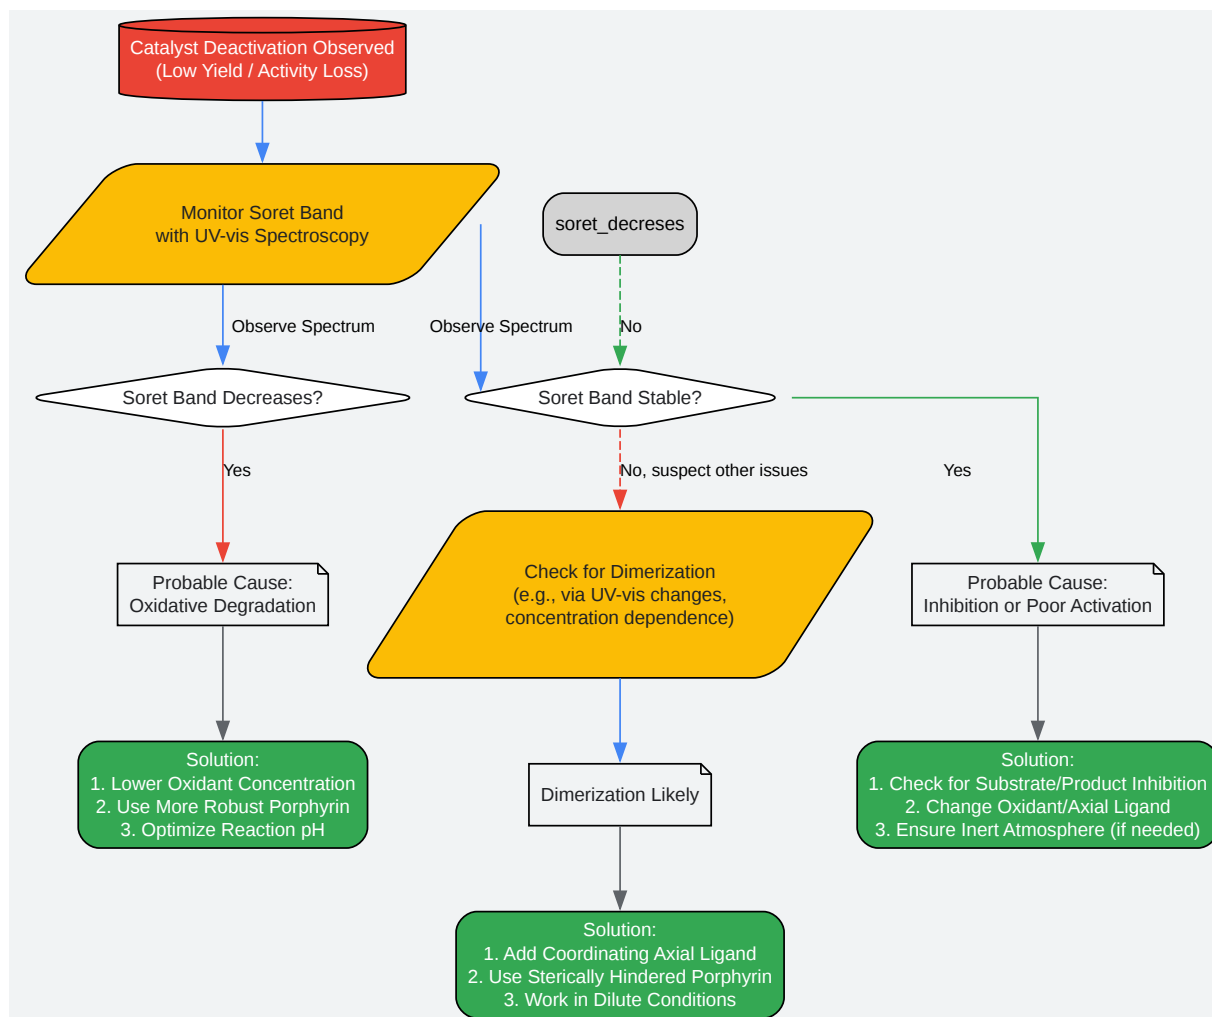 Catalyst Deactivation Observed
(Low Yield / Activity Loss)
Monitor Soret Band
with UV-vis Spectroscopy
soret_decreses
Observe Spectrum
Observe Spectrum
No
Soret Band Decreases?
Soret Band Stable?
Yes
No, suspect other issues
Yes
Probable Cause:
Oxidative Degradation
Check for Dimerization
(e.g., via UV-vis changes,
concentration dependence)
Probable Cause:
Inhibition or Poor Activation
Solution:
1. Lower Oxidant Concentration
2. Use More Robust Porphyrin
3. Optimize Reaction pH
Dimerization Likely
Solution:
1. Check for Substrate/Product Inhibition
2. Change Oxidant/Axial Ligand
3. Ensure Inert Atmosphere (if needed)
Solution:
1. Add Coordinating Axial Ligand
2. Use Sterically Hindered Porphyrin
3. Work in Dilute Conditions